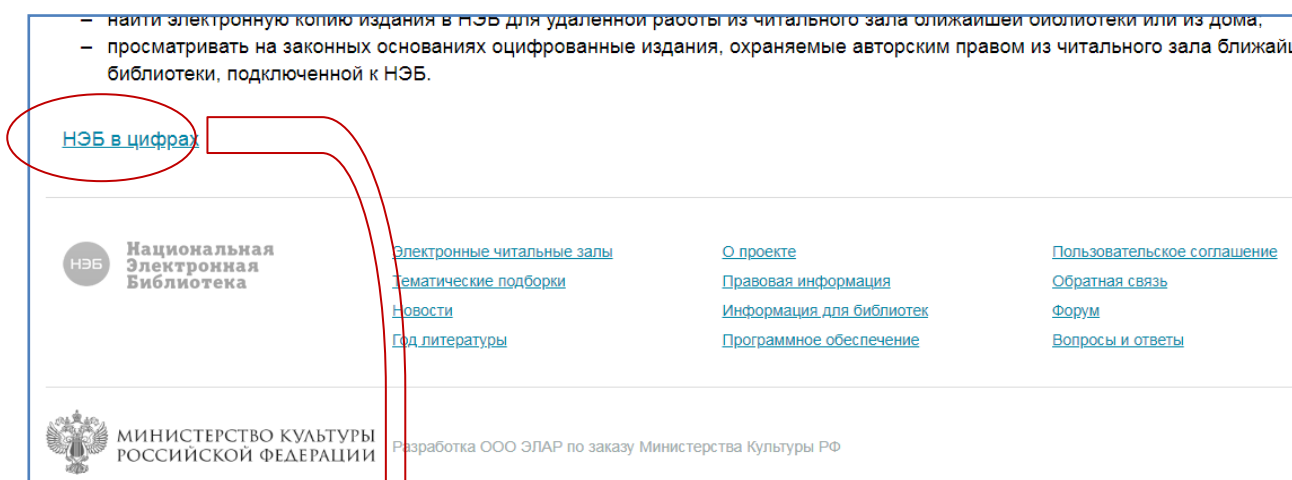 – найти электронную копию издания в НЭБ для удаленной работы из читального зала ближайшей библиотеки или из дома;
– просматривать на законных основаниях оцифрованные издания, охраняемые авторским правом из читального зала
библиотеки, подключенной к НЭБ.
НЭБ в цифрах
нэб
Национальная
Электронная
Библиотека
Электронные читальные залы
Тематические подборки
Новости
Год литературы
О проекте
Правовая информация
Информация для библиотек
Программное обеспечение
Пользовательское соглашение
Обратная связь
Форум
Вопросы и ответы
МИНИСТЕРСТВО КУЛЬТУРЫ
РОССИЙСКОЙ ФЕДЕРАЦИИ
Разработка ООО ЭЛАР по заказу Министерства Культуры РФ